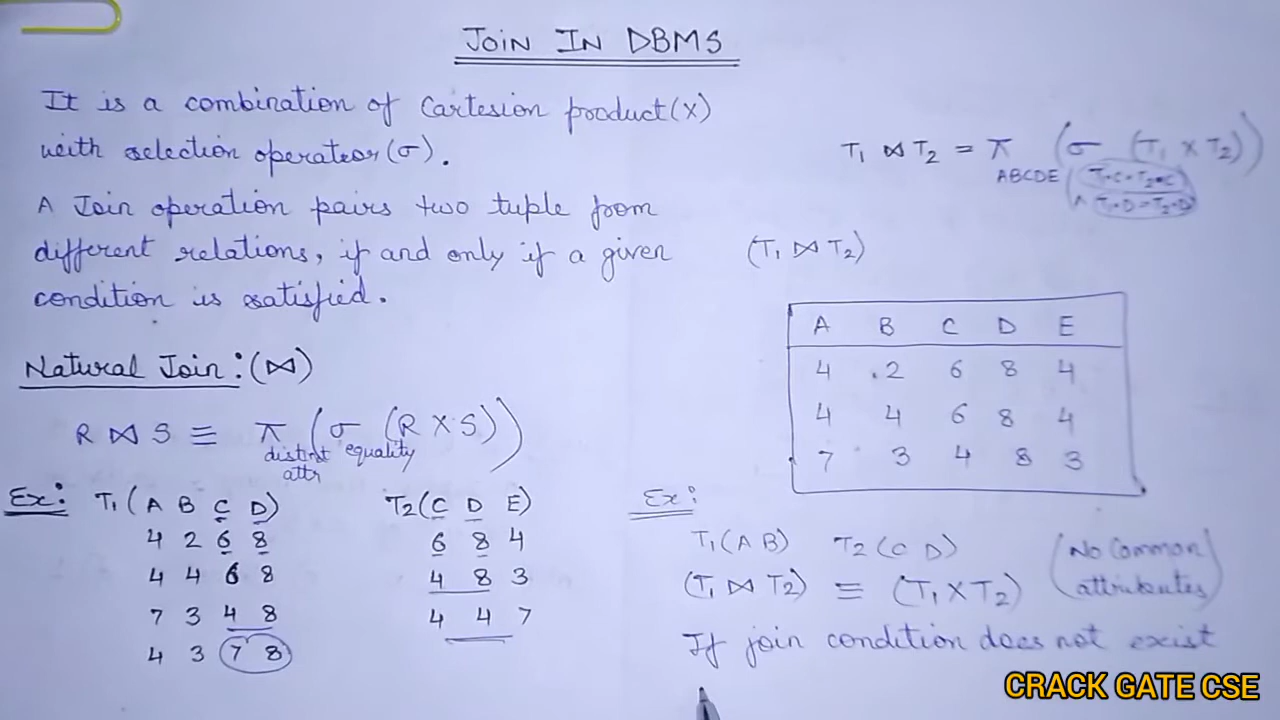 JOIN IN DBMS
It is a combination of Cartesion product(X)
with selection operator(σ).
A Join operation pairs two tuple from
different relations, if and only if a given
condition is satisfied.
Natural Join: (⋈)
R ⋈ S ≡ π (σ (R X S))
distinct equality
attr
Ex: T1( A B C D)
4 2 6 8
4 4 6 8
7 3 4 8
4 3 7 8
T2(C D E)
6 8 4
4 8 3
4 4 7
T1 ⋈ T2 = π (σ (T1 X T2))
ABCDE T1.C=T2.C
∧ T1.D=T2.D
(T1 ⋈ T2)
A B C D E
4 2 6 8 4
4 4 6 8 4
7 3 4 8 3
Ex:
T1(A B) T2(C D)
(T1 ⋈ T2) ≡ (T1 X T2)
(No Common
attributes)
If join condition does not exist
CRACK GATE CSE